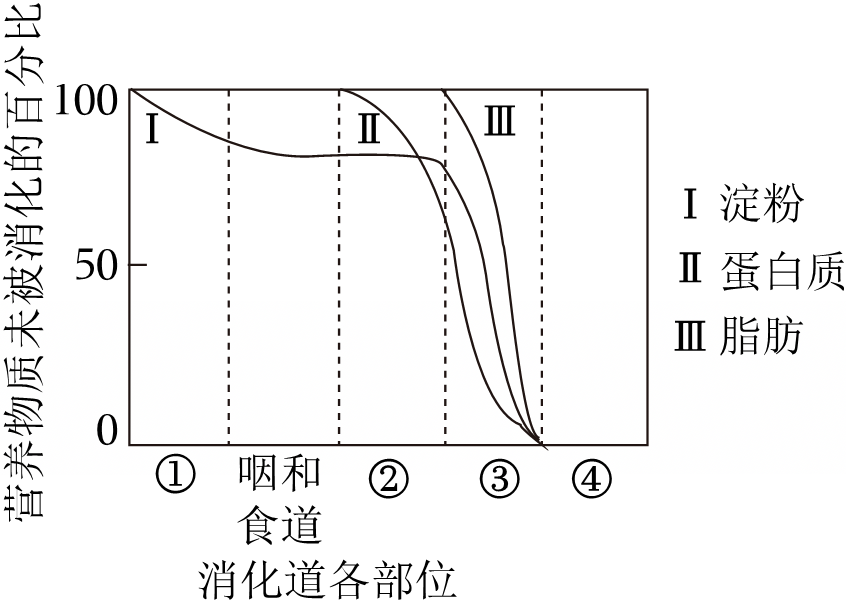 营养物质未被消化的百分比
100
50
0
Ⅰ
Ⅱ
Ⅲ
Ⅰ 淀粉
Ⅱ 蛋白质
Ⅲ 脂肪
① 咽和食道 ② ③ ④
消化道各部位